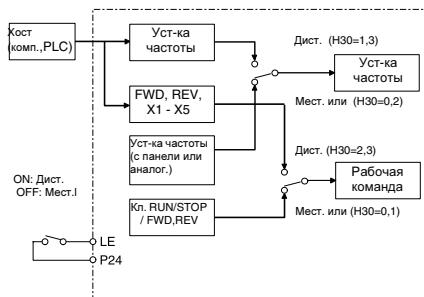 Хост
(комп.,PLC)
Уст-ка
частоты
Дист. (H30=1,3)
Уст-ка
частоты
FWD, REV,
X1 - X5
Мест. или (H30=0,2)
Уст-ка частоты
(с панели или
аналог.)
Дист. (H30=2,3)
Рабочая
команда
ON: Дист.
OFF: Мест.l
Кл. RUN/STOP
/ FWD,REV
Мест. или (H30=0,1)
LE
P24